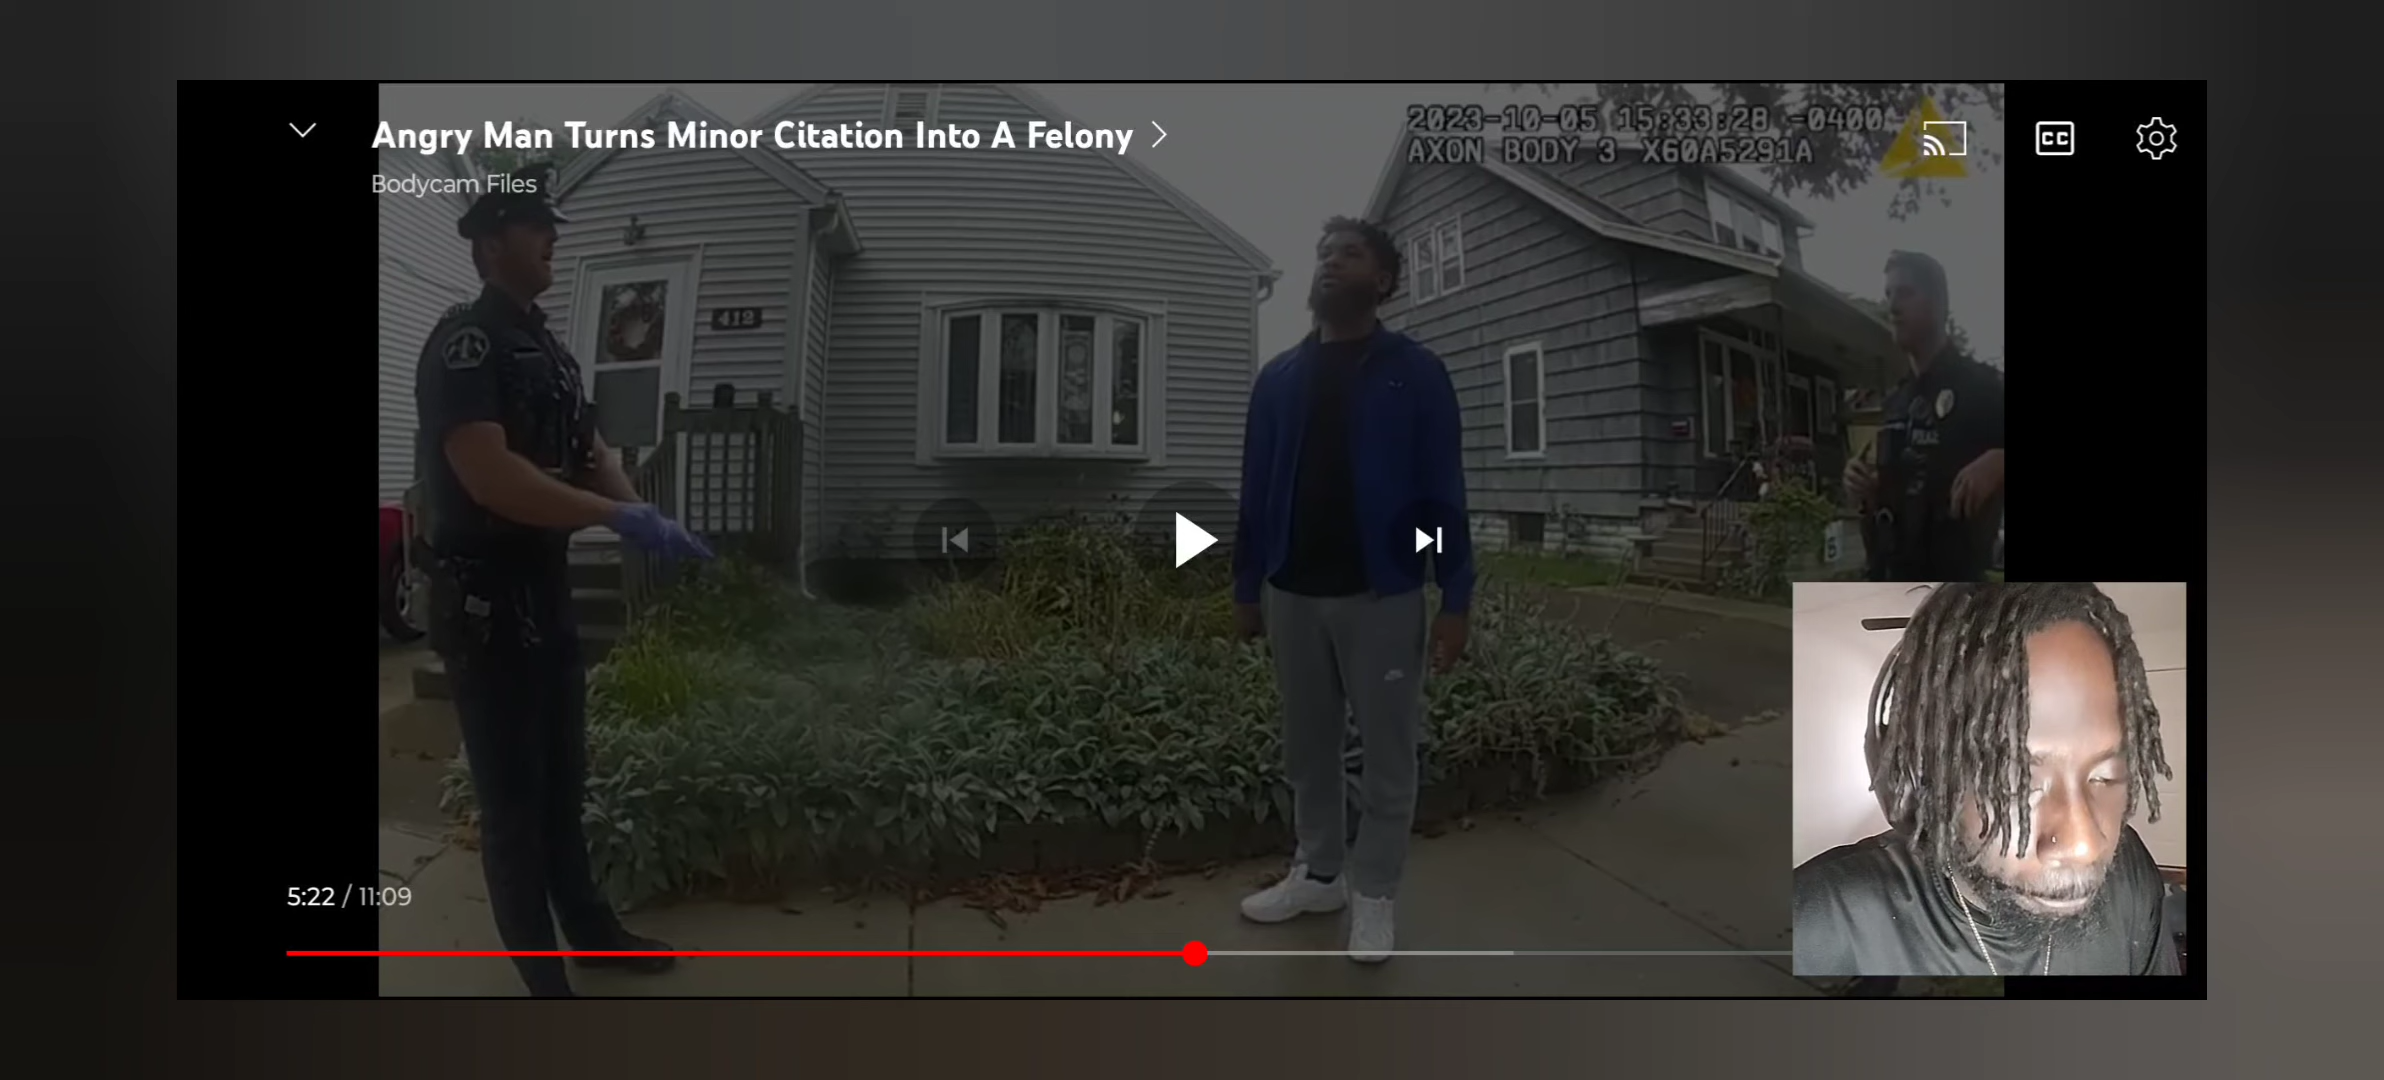 Angry Man Turns Minor Citation Into A Felony
Bodycam Files
2023-10-05 15:33:28 -0400
AXON BODY 3 X60A5291A
CC
412
POLICE
5:22 / 11:09